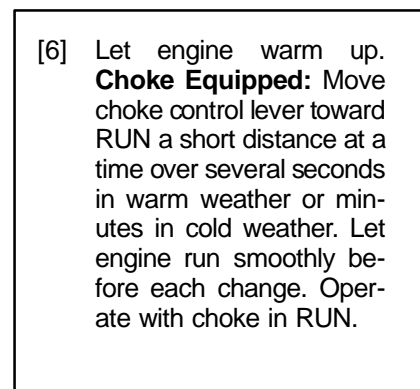 [6] Let engine warm up.
Choke Equipped: Move
choke control lever toward
RUN a short distance at a
time over several seconds
in warm weather or min-
utes in cold weather. Let
engine run smoothly be-
fore each change. Oper-
ate with choke in RUN.